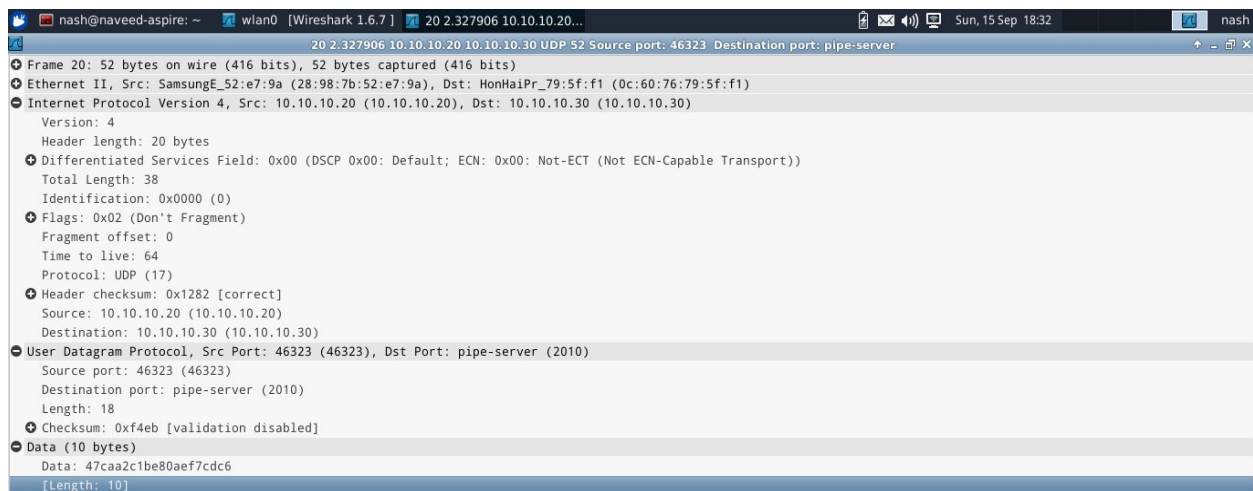 nash@naveed-aspire: ~ wlan0 [Wireshark 1.6.7 ] 20 2.327906 10.10.10.20... Sun, 15 Sep 18:32 nash
20 2.327906 10.10.10.20 10.10.10.30 UDP 52 Source port: 46323 Destination port: pipe-server
Frame 20: 52 bytes on wire (416 bits), 52 bytes captured (416 bits)
Ethernet II, Src: SamsungE_52:e7:9a (28:98:7b:52:e7:9a), Dst: HonHaiPr_79:5f:f1 (0c:60:76:79:5f:f1)
Internet Protocol Version 4, Src: 10.10.10.20 (10.10.10.20), Dst: 10.10.10.30 (10.10.10.30)
Version: 4
Header length: 20 bytes
Differentiated Services Field: 0x00 (DSCP 0x00: Default; ECN: 0x00: Not-ECT (Not ECN-Capable Transport))
Total Length: 38
Identification: 0x0000 (0)
Flags: 0x02 (Don't Fragment)
Fragment offset: 0
Time to live: 64
Protocol: UDP (17)
Header checksum: 0x1282 [correct]
Source: 10.10.10.20 (10.10.10.20)
Destination: 10.10.10.30 (10.10.10.30)
User Datagram Protocol, Src Port: 46323 (46323), Dst Port: pipe-server (2010)
Source port: 46323 (46323)
Destination port: pipe-server (2010)
Length: 18
Checksum: 0xf4eb [validation disabled]
Data (10 bytes)
Data: 47caa2c1be80aef7cdc6
[Length: 10]